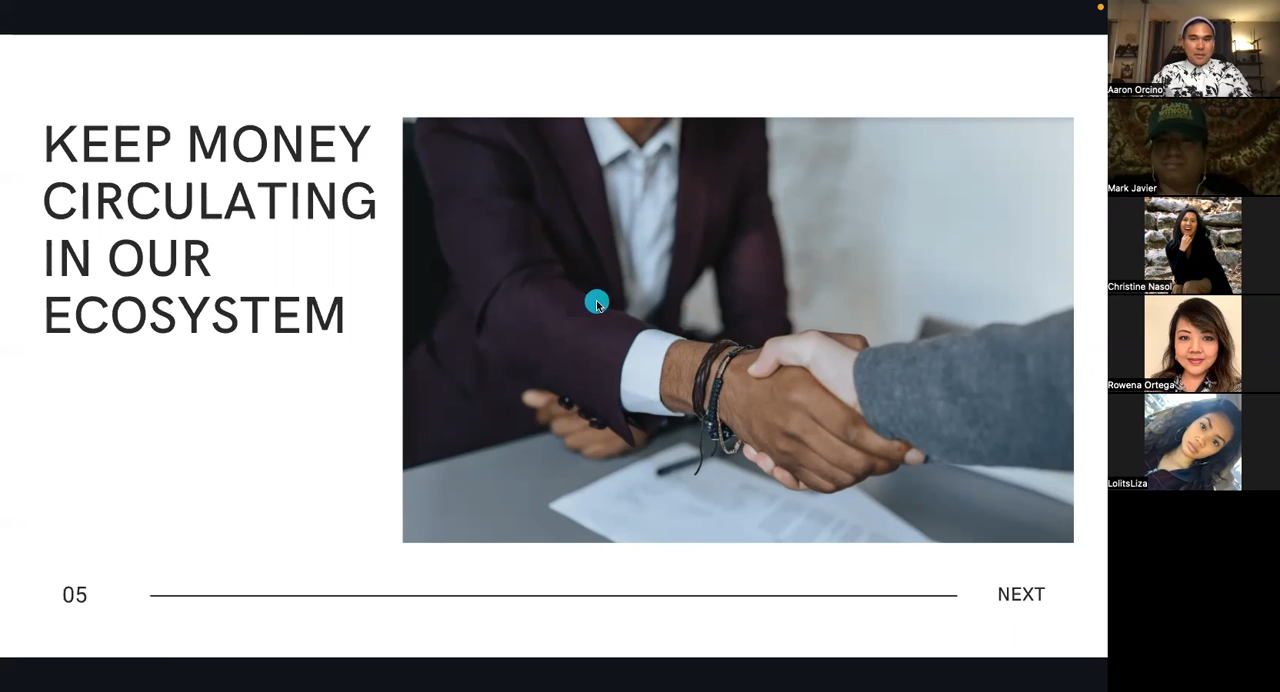 KEEP MONEY
CIRCULATING
IN OUR
ECOSYSTEM
05
NEXT
Aaron Orcino
Mark Javier
Christine Nasol
Rowena Ortega
LolitsLiza